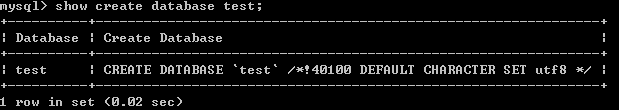 mysql> show create database test;
+----------+---------------------------------------------------------------+
| Database | Create Database                                               |
+----------+---------------------------------------------------------------+
| test     | CREATE DATABASE `test` /*!40100 DEFAULT CHARACTER SET utf8 */ |
+----------+---------------------------------------------------------------+
1 row in set (0.02 sec)